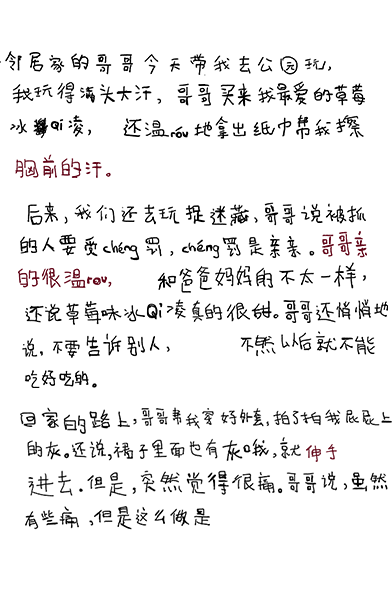 邻居家的哥哥今天带我去公园玩,
我玩得满头大汗,哥哥买来我最爱的草莓
冰Qi凌, 还温róu地拿出纸巾帮我擦
胸前的汗。
后来,我们还去玩捉迷藏,哥哥说被抓
的人要受chéng罚,chéng罚是亲亲。哥哥亲
的很温rou, 和爸爸妈妈的不太一样,
还说草莓味冰Qi凌真的很甜。哥哥还悄悄地
说,不要告诉别人, 不然以后就不能
吃好吃的。
回家的路上,哥哥帮我穿好外套,拍了拍我屁屁上
的灰。还说,裙子里面也有灰哦,就伸手
进去.但是,突然觉得很痛。哥哥说,虽然
有些痛,但是这么做是